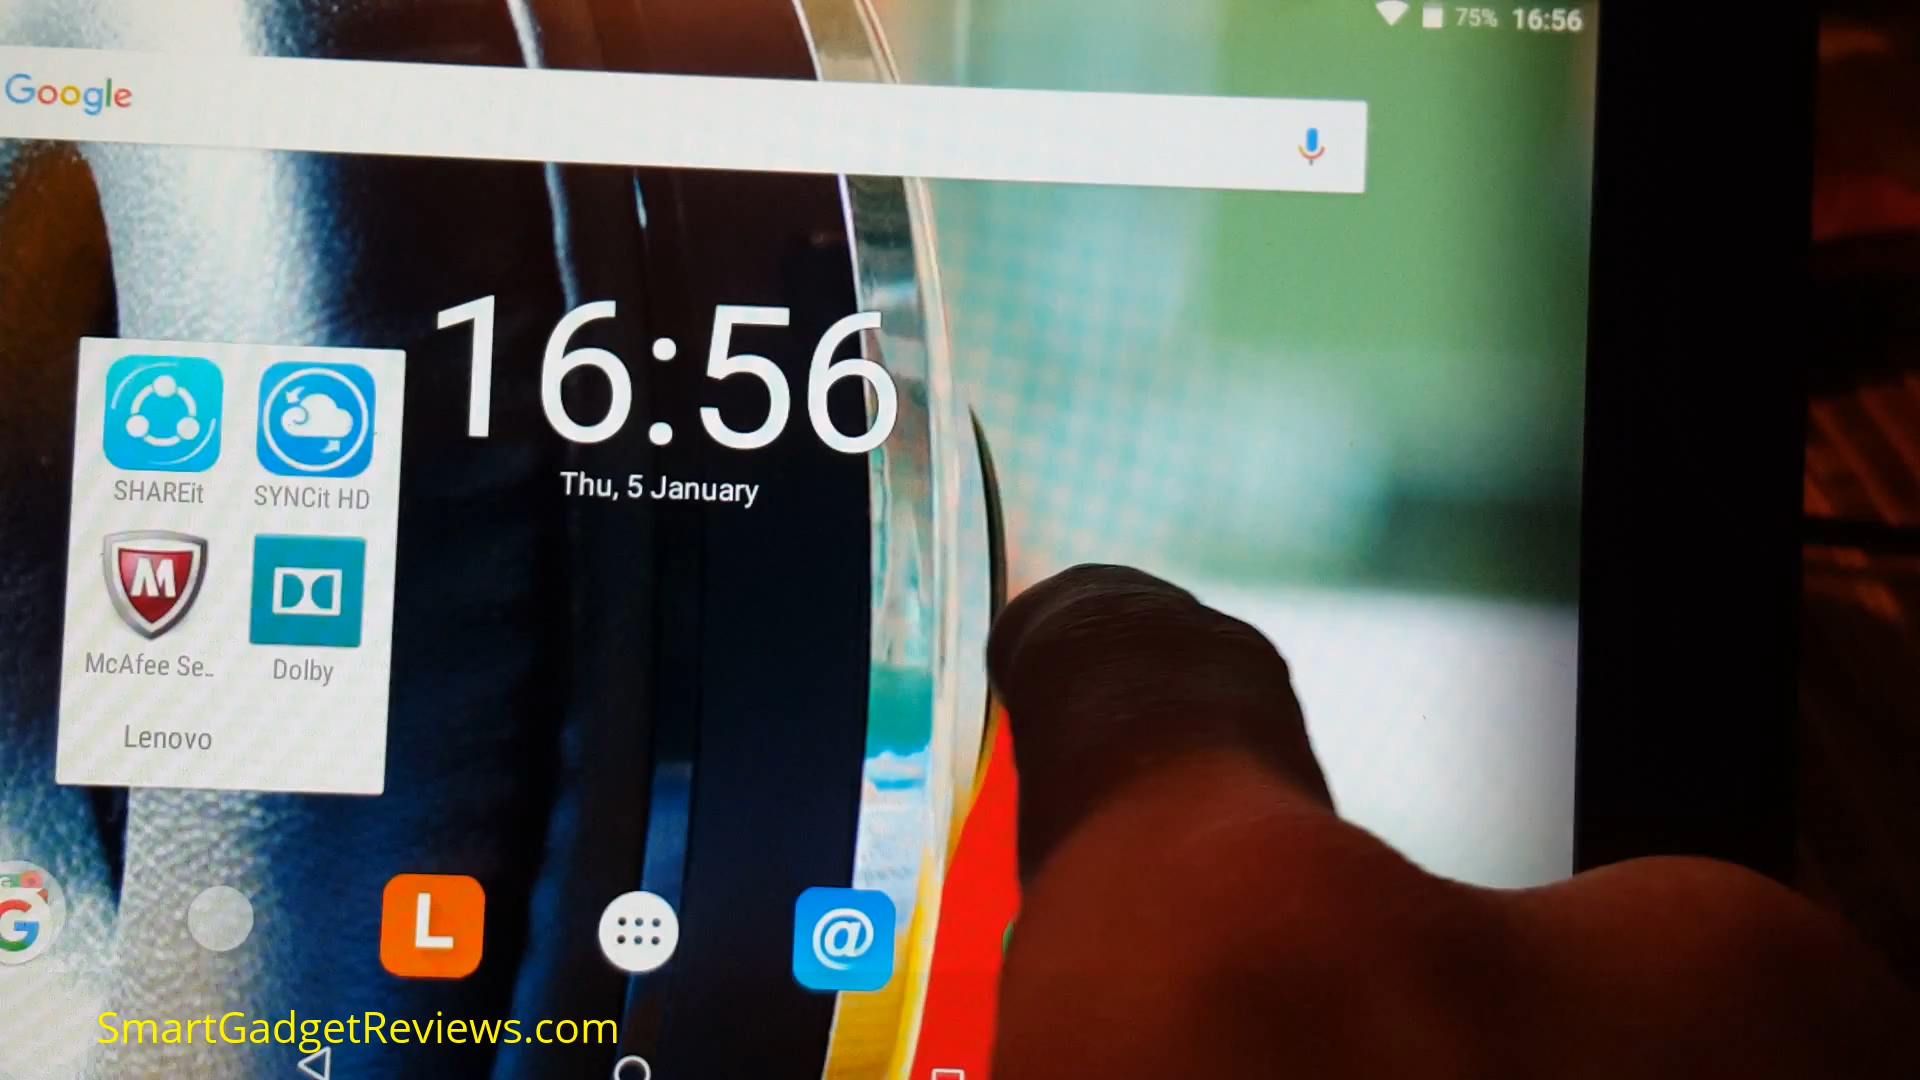 75% 16:56
Google
16:56
Thu, 5 January
SHAREit SYNCit HD
McAfee Se.. Dolby
Lenovo
G L @
SmartGadgetReviews.com